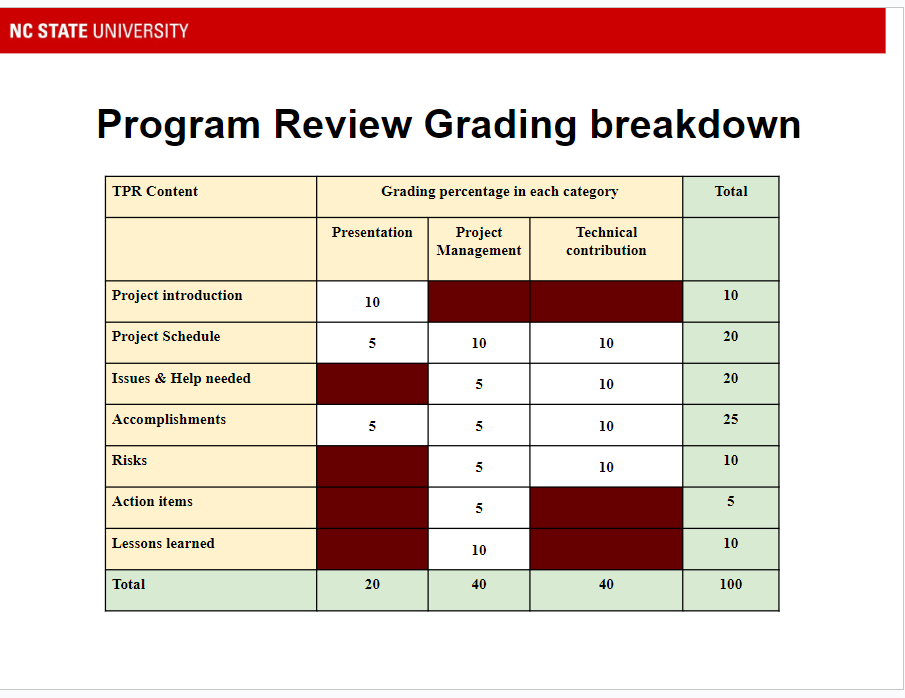 NC STATE UNIVERSITY
Program Review Grading breakdown
TPR Content Grading percentage in each category Total
Presentation Project Management Technical contribution
Project introduction 10 10
Project Schedule 5 10 10 20
Issues & Help needed 5 10 20
Accomplishments 5 5 10 25
Risks 5 10 10
Action items 5 5
Lessons learned 10 10
Total 20 40 40 100